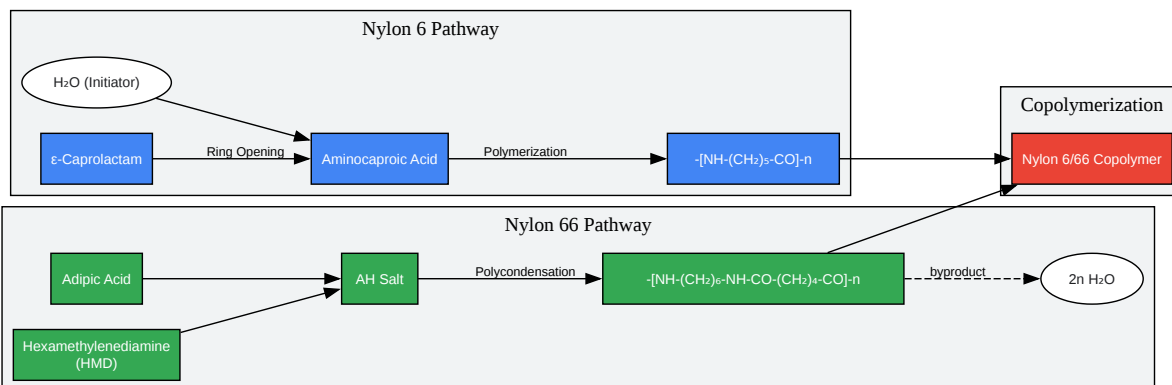 Nylon 6 Pathway
H₂O (Initiator)
Copolymerization
ε-Caprolactam
Ring Opening
Aminocaproic Acid
Polymerization
-[NH-(CH₂)₅-CO]-n
Nylon 6/66 Copolymer
Nylon 66 Pathway
Adipic Acid
AH Salt
Polycondensation
-[NH-(CH₂)₆-NH-CO-(CH₂)₄-CO]-n
byproduct
2n H₂O
Hexamethylenediamine
(HMD)